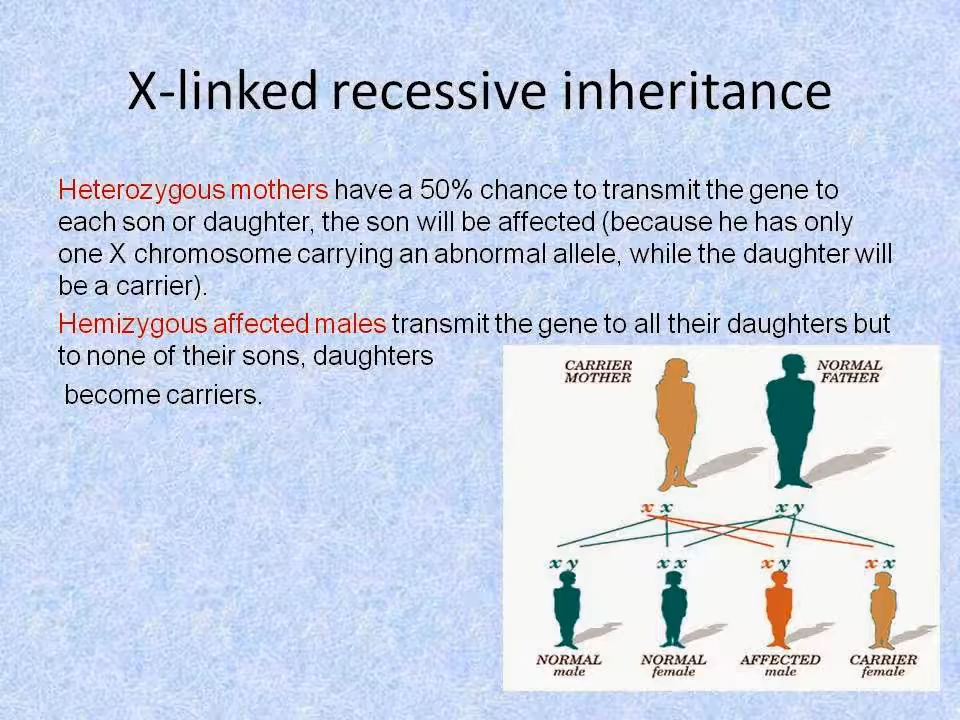 X-linked recessive inheritance
Heterozygous mothers have a 50% chance to transmit the gene to
each son or daughter, the son will be affected (because he has only
one X chromosome carrying an abnormal allele, while the daughter will
be a carrier).
Hemizygous affected males transmit the gene to all their daughters but
to none of their sons, daughters
become carriers.
CARRIER
MOTHER
NORMAL
FATHER
x x
x y
x y
x x
x y
x x
NORMAL
male
NORMAL
female
AFFECTED
male
CARRIER
female